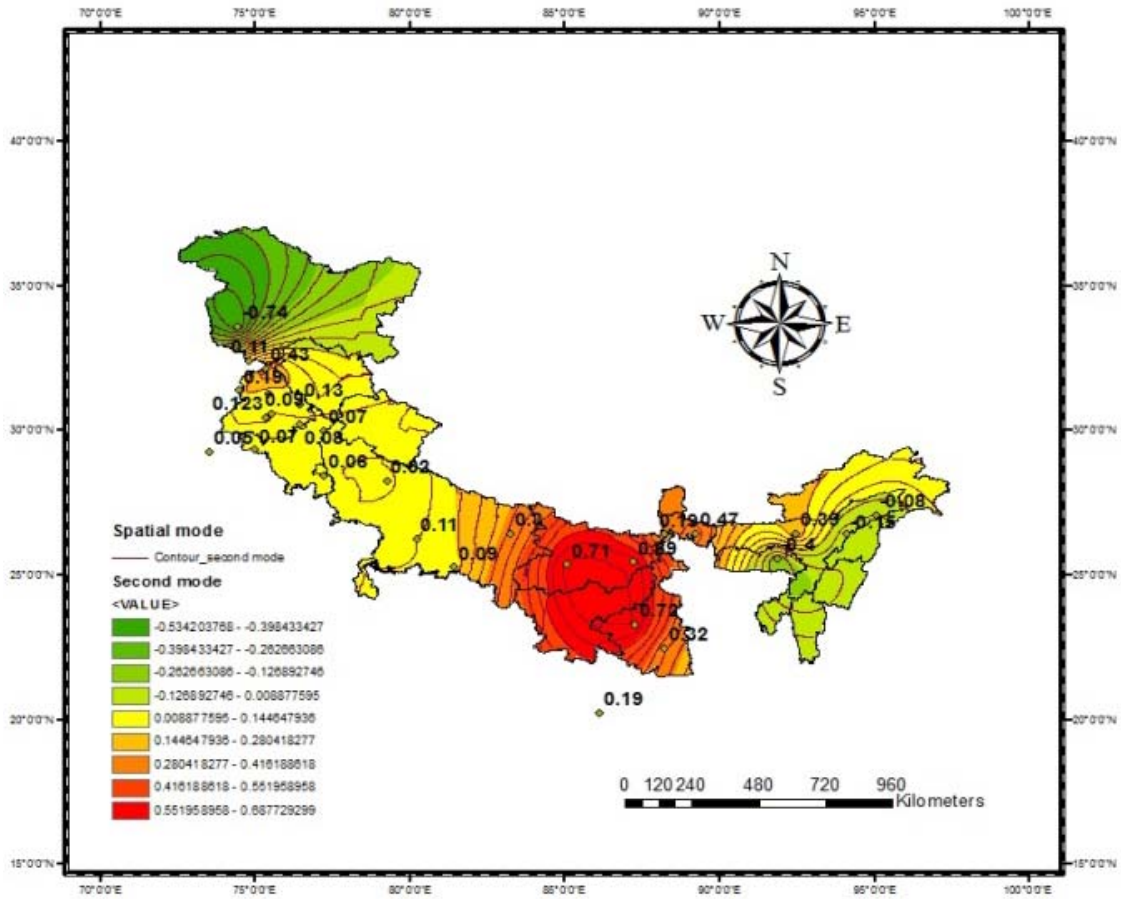 70°0'0"E 75°0'0"E 80°0'0"E 85°0'0"E 90°0'0"E 95°0'0"E 100°0'0"E
40°0'0"N 40°0'0"N
35°0'0"N 35°0'0"N
30°0'0"N 30°0'0"N
25°0'0"N 25°0'0"N
20°0'0"N 20°0'0"N
15°0'0"N 15°0'0"N
N
W E
S
-0.74
0.11
0.43
0.19
0.13
0.123 0.09
0.07
0.05 0.07 0.08
0.06 0.02
0.11
0.09
0.71
0.19 0.47
0.89
0.72
0.32
0.19
0.39
-0.08
-0.15
0.4
Spatial mode
Contour_second mode
Second mode
<VALUE>
-0.534203768 - -0.398433427
-0.398433427 - -0.262663086
-0.262663086 - -0.126892746
-0.126892746 - 0.008877595
0.008877595 - 0.144647936
0.144647936 - 0.280418277
0.280418277 - 0.416188618
0.416188618 - 0.551958958
0.551958958 - 0.687729299
0 120 240 480 720 960
Kilometers
70°0'0"E 75°0'0"E 80°0'0"E 85°0'0"E 90°0'0"E 95°0'0"E 100°0'0"E